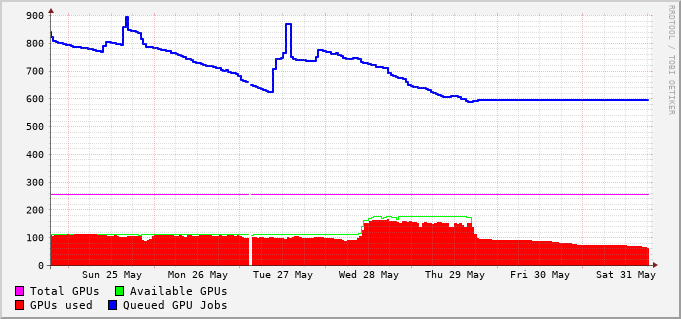 900
800
700
600
500
400
300
200
100
0
Sun 25 May Mon 26 May Tue 27 May Wed 28 May Thu 29 May Fri 30 May Sat 31 May
Total GPUs Available GPUs
GPUs used Queued GPU Jobs
RRDTOOL / TOBI OETIKER